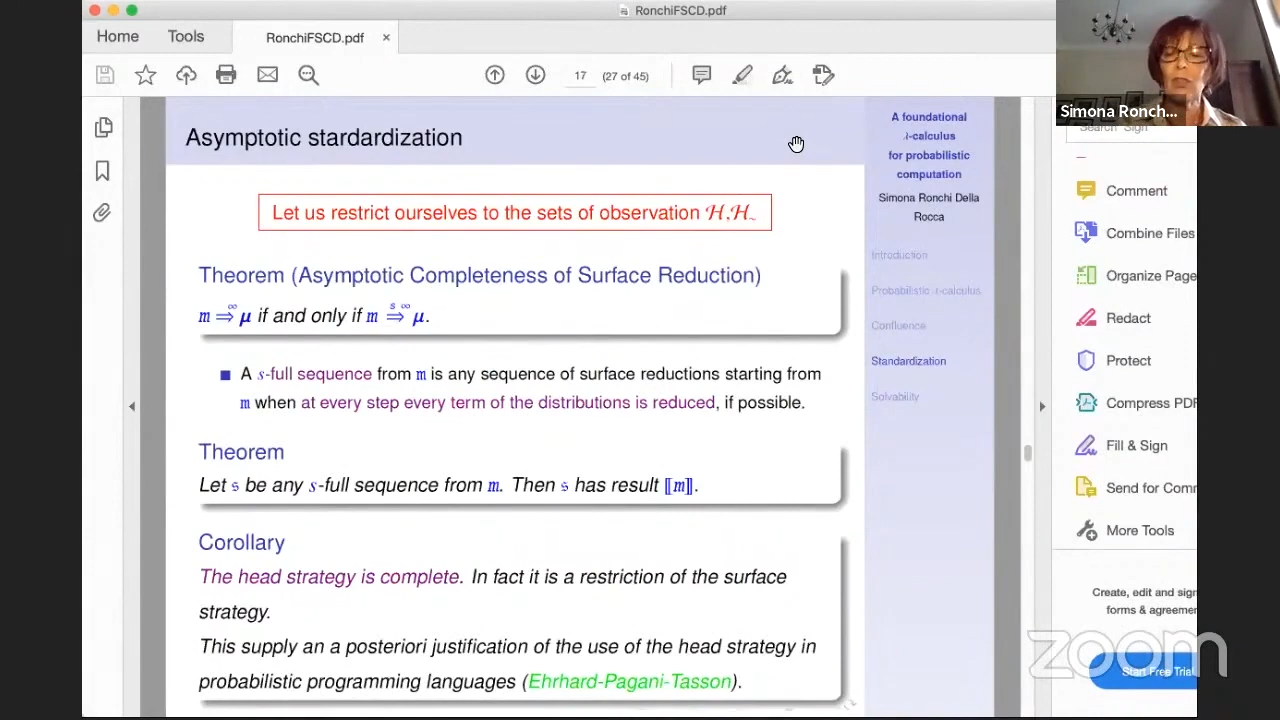 RonchiFSCD.pdf
Home
Tools
RonchiFSCD.pdf
×
17
(27 of 45)
Simona Ronch...
Asymptotic stardardization
Let us restrict ourselves to the sets of observation ℋ,ℋ~
Theorem (Asymptotic Completeness of Surface Reduction)
m ⇒^∞ μ if and only if m ^s⇒^∞ μ.
■ A s-full sequence from m is any sequence of surface reductions starting from
m when at every step every term of the distributions is reduced, if possible.
Theorem
Let 𝔰 be any s-full sequence from m. Then 𝔰 has result ⟦m⟧.
Corollary
The head strategy is complete. In fact it is a restriction of the surface
strategy.
This supply an a posteriori justification of the use of the head strategy in
probabilistic programming languages (Ehrhard-Pagani-Tasson).
A foundational
λ-calculus
for probabilistic
computation
Simona Ronchi Della
Rocca
Introduction
Probabilistic λ-calculus
Confluence
Standardization
Solvability
Search 'Sign'
Comment
Combine Files
Organize Page
Redact
Protect
Compress PDF
Fill & Sign
Send for Comm
More Tools
Create, edit and sign
forms & agreemen
Start Free Trial
zoom